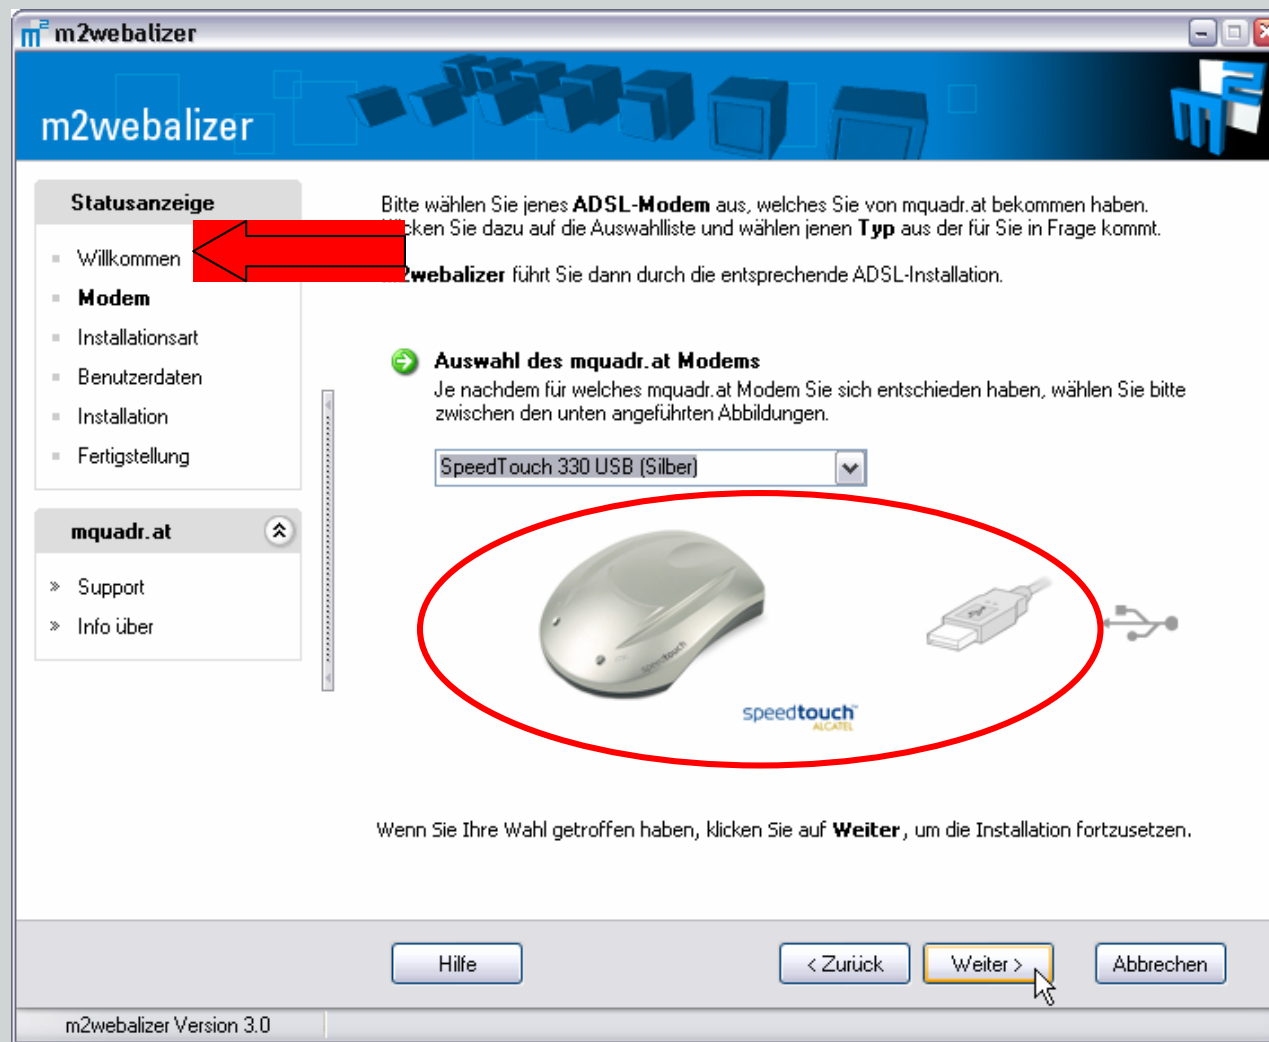 m2webalizer
m2webalizer
m2
Statusanzeige
Willkommen
Modem
Installationsart
Benutzerdaten
Installation
Fertigstellung
mquadr.at
Support
Info über
Bitte wählen Sie jenes ADSL-Modem aus, welches Sie von mquadr.at bekommen haben.
Sie dazu auf die Auswahlliste und wählen jenen Typ aus der für Sie in Frage kommt.
m2webalizer führt Sie dann durch die entsprechende ADSL-Installation.
Auswahl des mquadr.at Modems
Je nachdem für welches mquadr.at Modem Sie sich entschieden haben, wählen Sie bitte
zwischen den unten angeführten Abbildungen.
SpeedTouch 330 USB (Silber)
speedtouch
speedtouch™
ALCATEL
Wenn Sie Ihre Wahl getroffen haben, klicken Sie auf Weiter, um die Installation fortzusetzen.
Hilfe
< Zurück
Weiter >
Abbrechen
m2webalizer Version 3.0